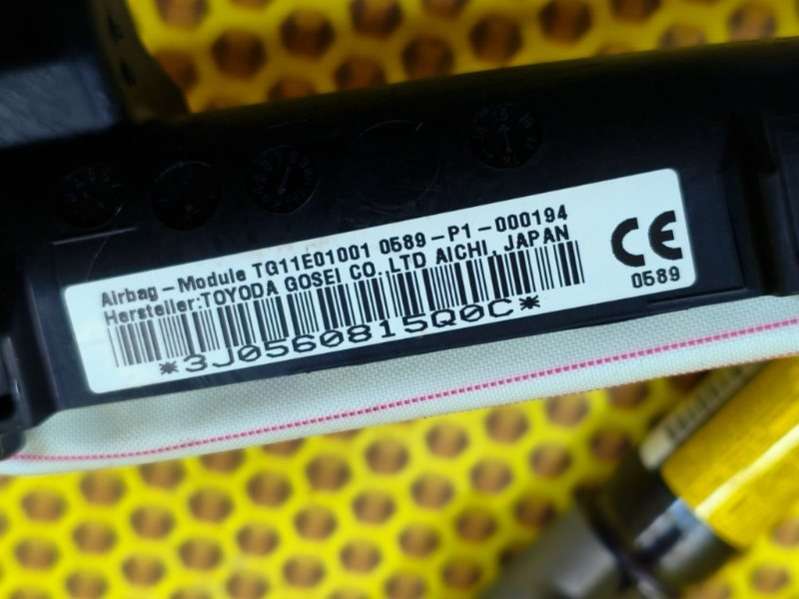 Airbag-Module TG11E01001 0589-P1-000194
Hersteller:TOYODA GOSEI CO.,LTD AICHI, JAPAN
*3J0560815Q0C*
CE
0589